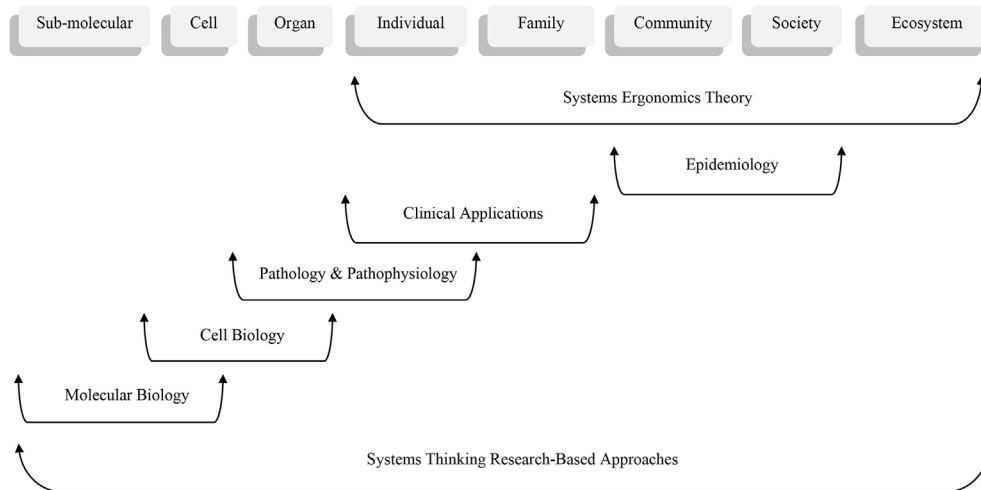 Sub-molecular Cell Organ Individual Family Community Society Ecosystem
Systems Ergonomics Theory
Epidemiology
Clinical Applications
Pathology & Pathophysiology
Cell Biology
Molecular Biology
Systems Thinking Research-Based Approaches